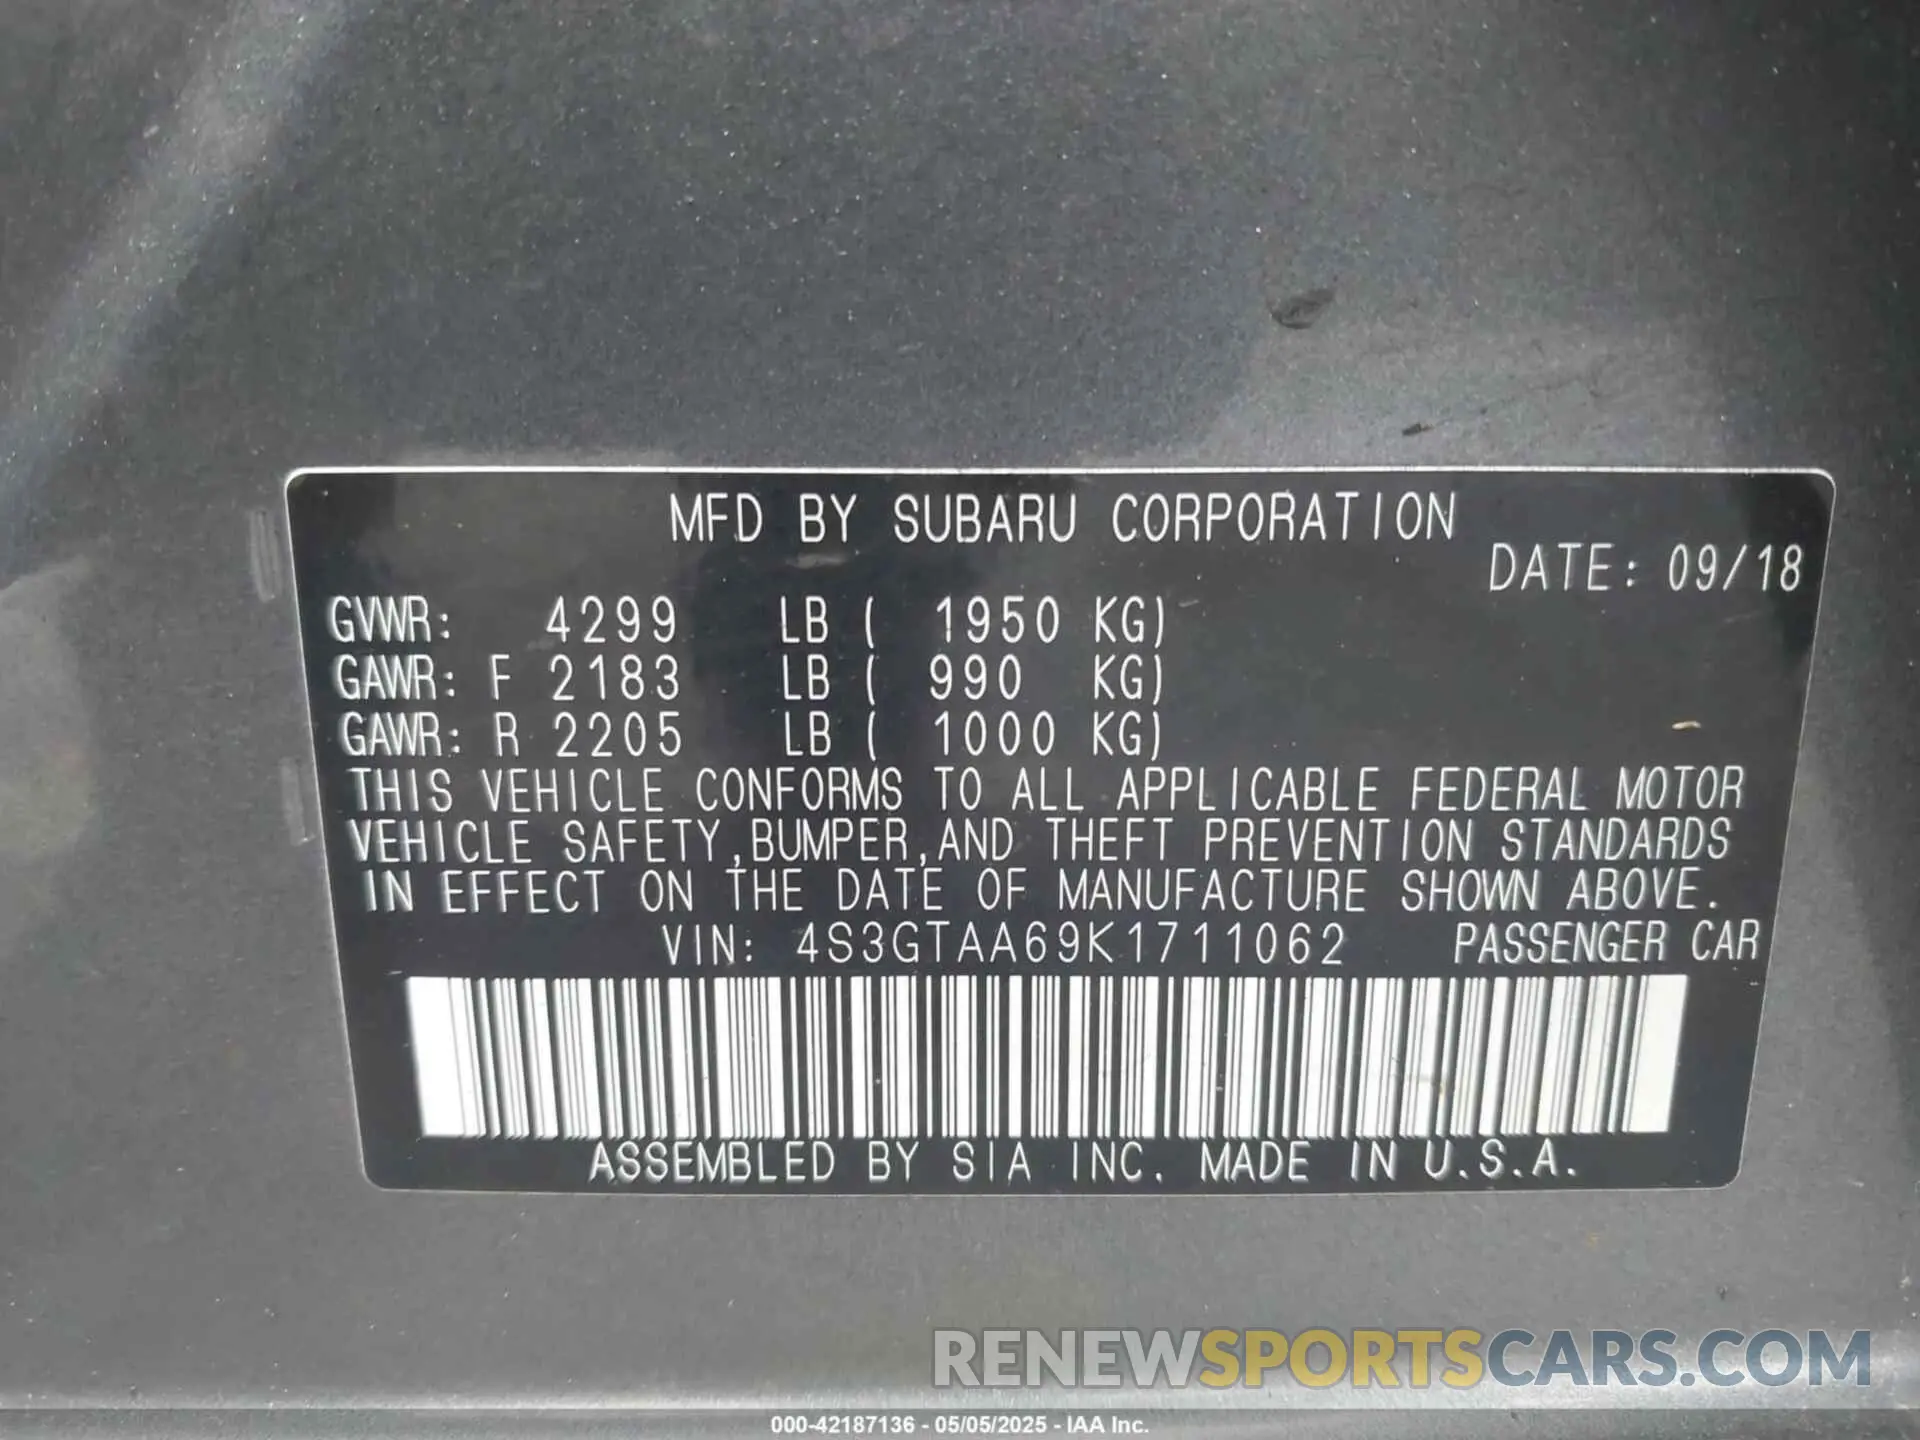 MFD BY SUBARU CORPORATION
DATE: 09/18
GVWR: 4299 LB ( 1950 KG)
GAWR: F 2183 LB ( 990 KG)
GAWR: R 2205 LB ( 1000 KG)
THIS VEHICLE CONFORMS TO ALL APPLICABLE FEDERAL MOTOR
VEHICLE SAFETY,BUMPER,AND THEFT PREVENTION STANDARDS
IN EFFECT ON THE DATE OF MANUFACTURE SHOWN ABOVE.
VIN: 4S3GTAA69K1711062 PASSENGER CAR
ASSEMBLED BY SIA INC. MADE IN U.S.A.
RENEWSPORTSCARS.COM
000-42187136 - 05/05/2025 - IAA Inc.